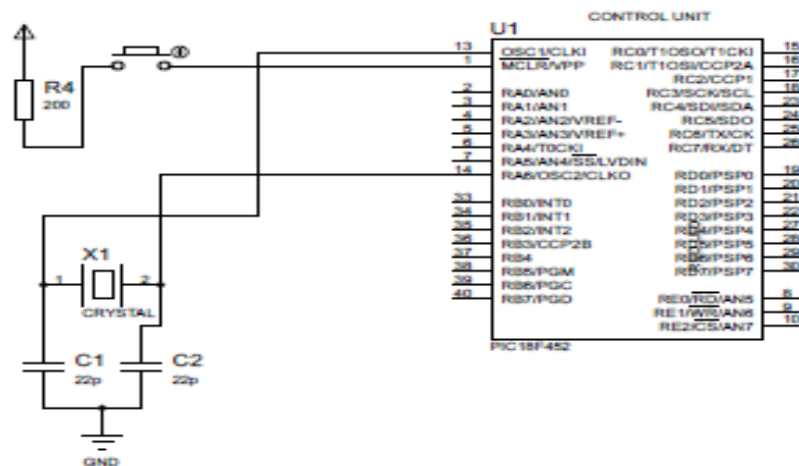 CONTROL UNIT
U1
13 OSC1/CLKI RC0/T1OSO/T1CKI 15
1 MCLR/VPP RC1/T1OSI/CCP2A 16
RC2/CCP1 17
2 RA0/AN0 RC3/SCK/SCL 18
3 RA1/AN1 RC4/SDI/SDA 23
4 RA2/AN2/VREF- RC5/SDO 24
5 RA3/AN3/VREF+ RC6/TX/CK 25
6 RA4/T0CKI RC7/RX/DT 26
7 RA5/AN4/SS/LVDIN
14 RA6/OSC2/CLKO RD0/PSP0 19
RD1/PSP1 20
33 RB0/INT0 RD2/PSP2 21
34 RB1/INT1 RD3/PSP3 22
35 RB2/INT2 RD4/PSP4 27
36 RB3/CCP2B RD5/PSP5 28
37 RB4 RD6/PSP6 29
38 RB5/PGM RD7/PSP7 30
39 RB6/PGC
40 RB7/PGD RE0/RD/AN5 8
RE1/WR/AN6 9
RE2/CS/AN7 10
PIC18F452
R4
200
X1
1 2
CRYSTAL
C1
22p
C2
22p
GND